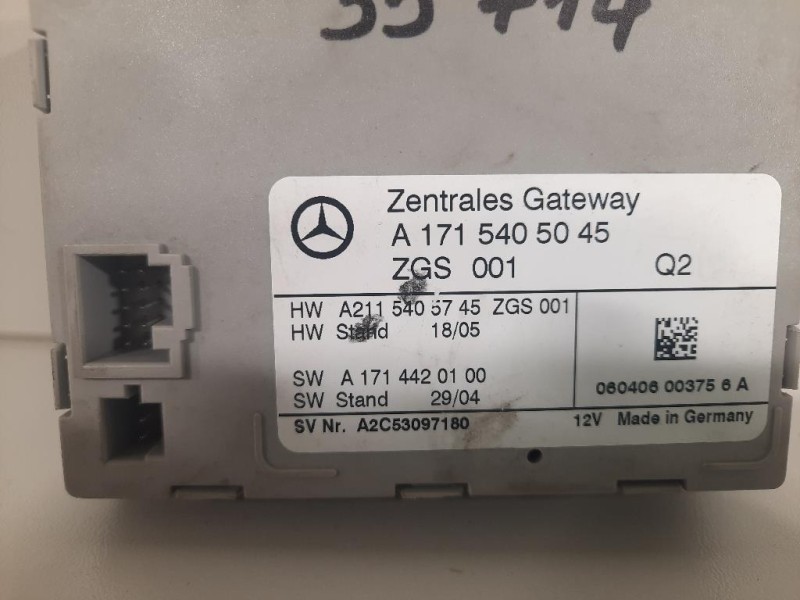 35 714
Zentrales Gateway
A 171 540 50 45
ZGS 001 Q2
HW A211 540 57 45 ZGS 001
HW Stand 18/05
SW A 171 442 01 00
SW Stand 29/04
060406 00375 6 A
SV Nr. A2C53097180 12V Made in Germany